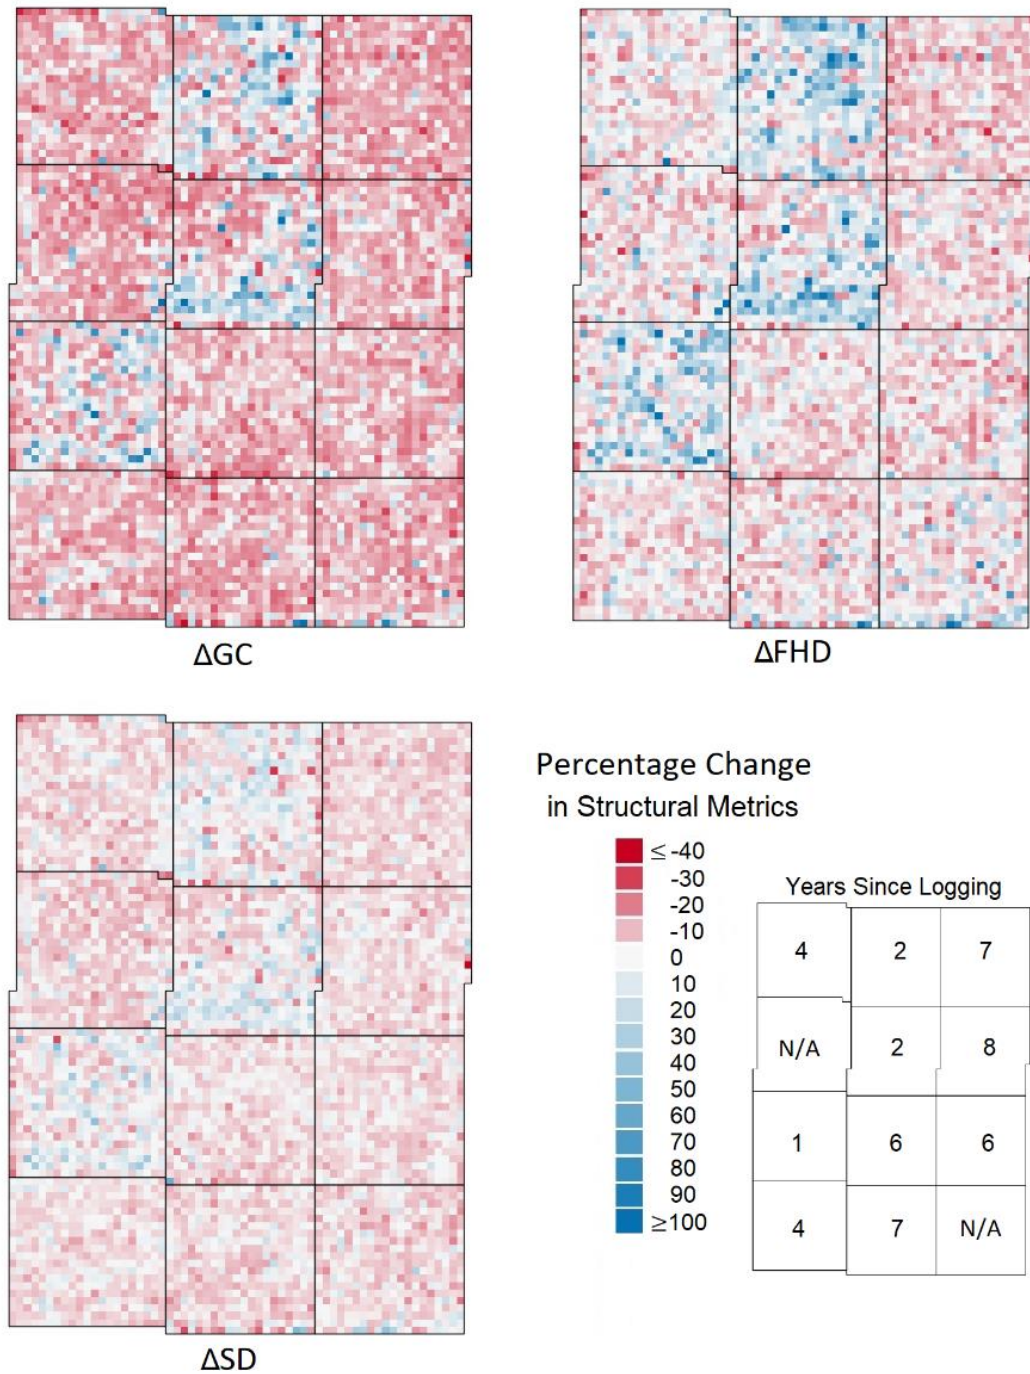 ΔGC
ΔFHD
ΔSD
Percentage Change
in Structural Metrics
≤ -40
-30
-20
-10
0
10
20
30
40
50
60
70
80
90
≥100
Years Since Logging
4 2 7
N/A 2 8
1 6 6
4 7 N/A